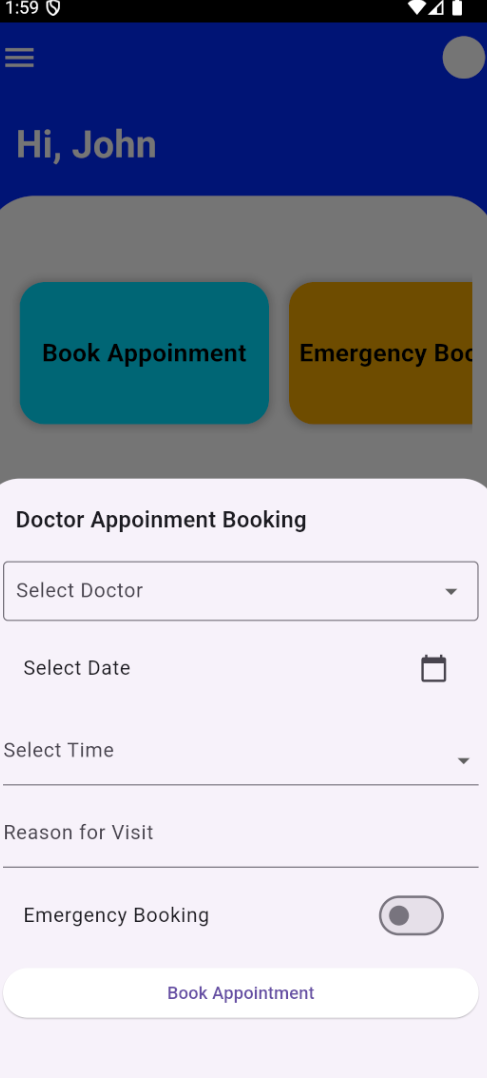 1:59
Hi, John
Book Appoinment
Emergency Boo
Doctor Appoinment Booking
Select Doctor
Select Date
Select Time
Reason for Visit
Emergency Booking
Book Appointment